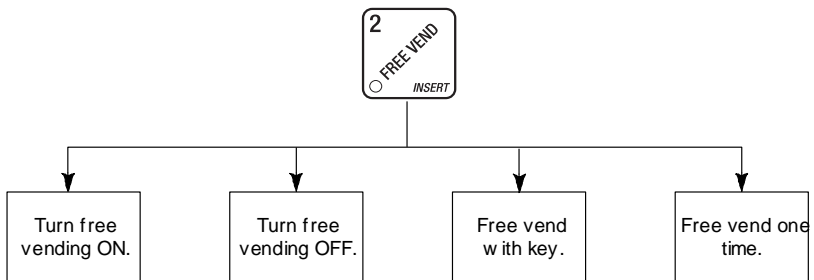 2
FREE VEND
INSERT
Turn free
vending ON.
Turn free
vending OFF.
Free vend
with key.
Free vend one
time.